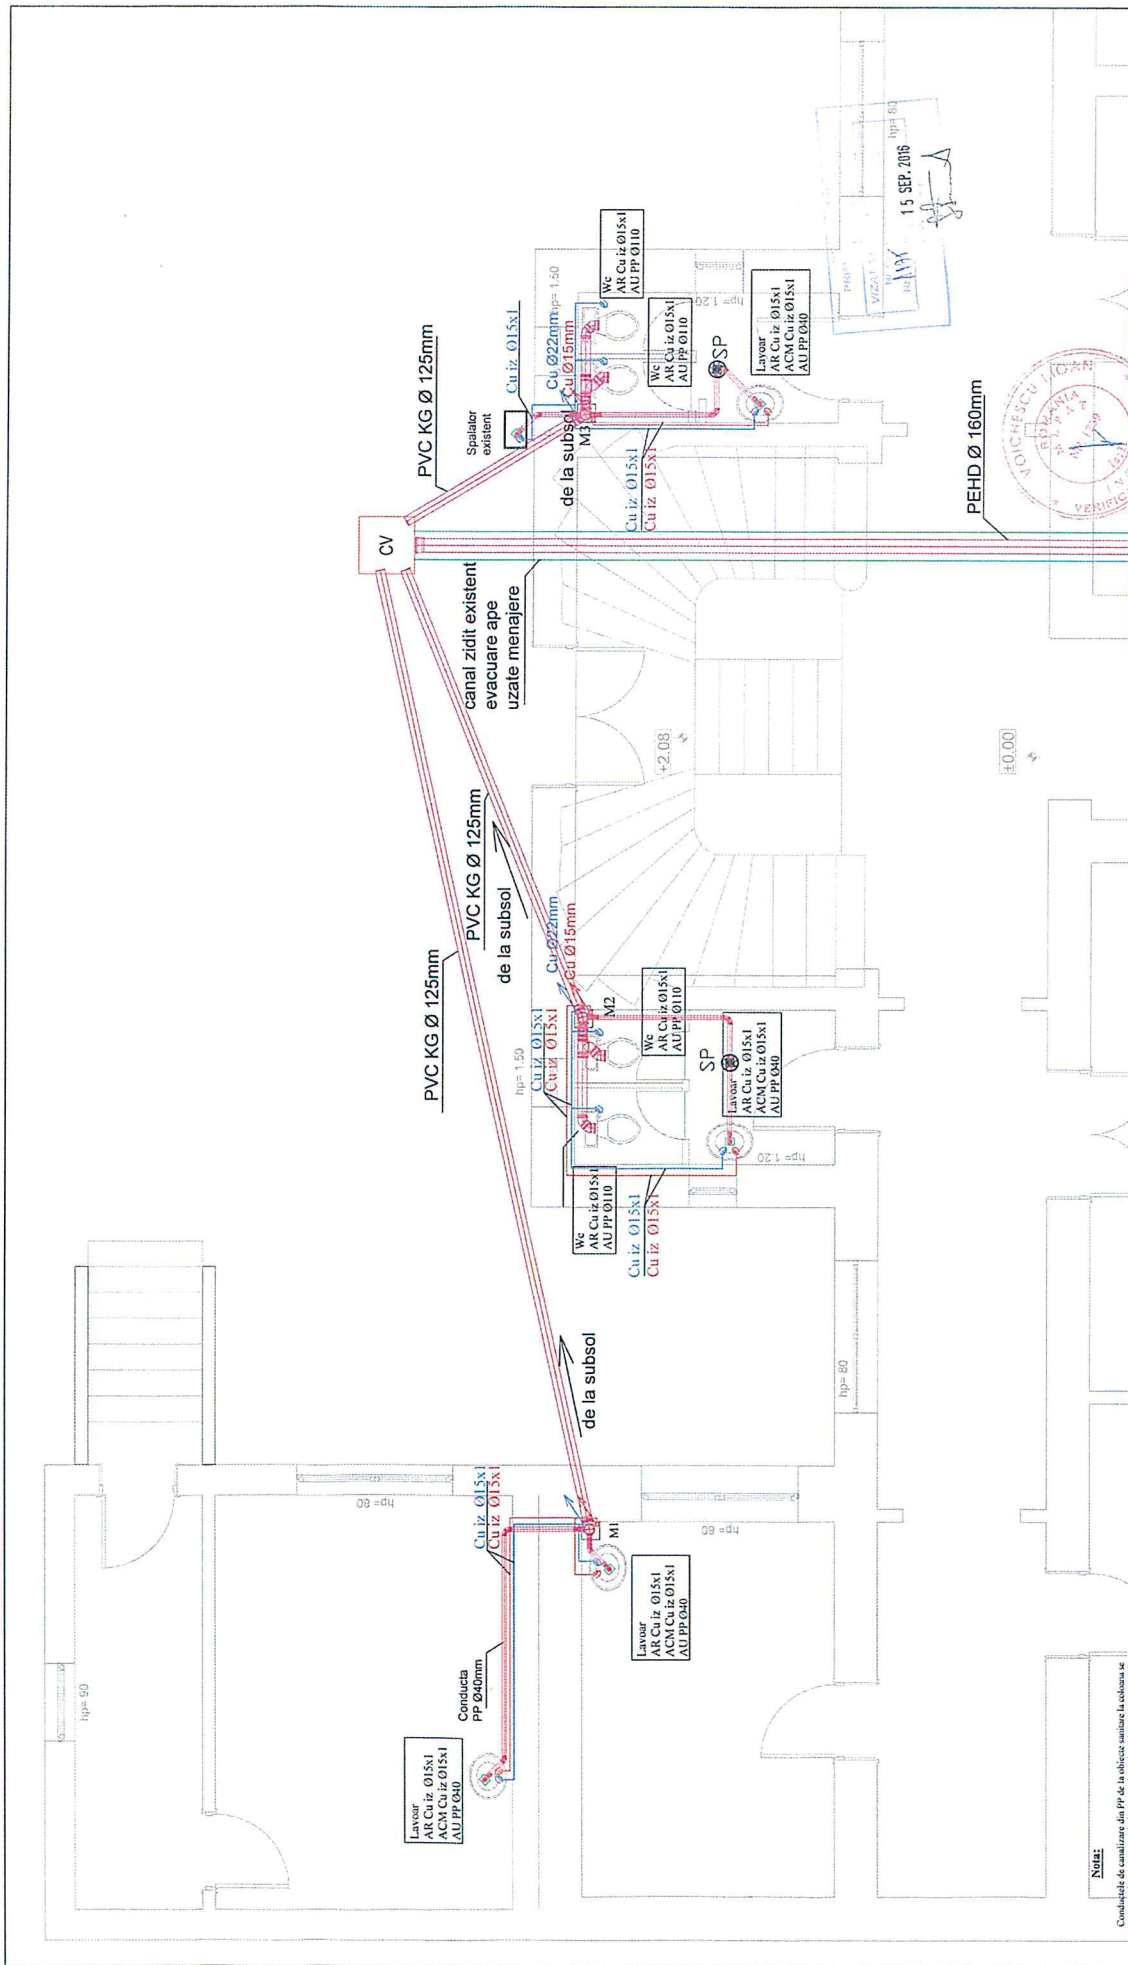 hp= 90
Lavoar
AR Cu iz Ø15x1
ACM Cu iz Ø15x1
AU PP Ø40
Conducta
PP Ø40mm
hp= 80
Cu iz Ø15x1
Cu iz Ø15x1
M1
Lavoar
AR Cu iz Ø15x1
ACM Cu iz Ø15x1
AU PP Ø40
hp= 80
de la subsol
PVC KG Ø 125mm
hp= 80
PVC KG Ø 125mm
de la subsol
hp= 1.50
Cu iz Ø15x1
Cu iz Ø15x1
Cu Ø22mm
Cu Ø15mm
M2
Wc
AR Cu iz Ø15x1
AU PP Ø110
Wc
AR Cu iz Ø15x1
AU PP Ø110
Cu iz Ø15x1
Cu iz Ø15x1
SP
Lavoar
AR Cu iz Ø15x1
ACM Cu iz Ø15x1
AU PP Ø40
hp= 1.20
CV
canal zidit existent
evacuare ape
uzate menajere
+2.08
±0.00
PEHD Ø 160mm
PVC KG Ø 125mm
Spalator
existent
Cu iz Ø15x1
Cu Ø22mm
Cu Ø15mm
hp= 1.50
de la subsol
M3
Wc
AR Cu iz Ø15x1
AU PP Ø110
Wc
AR Cu iz Ø15x1
AU PP Ø110
Cu iz Ø15x1
Cu iz Ø15x1
SP
Lavoar
AR Cu iz Ø15x1
ACM Cu iz Ø15x1
AU PP Ø40
hp= 1.20
hp= 80
15 SEP. 2016
VOICHESCU IOAN
ROMANIA
Nota:
Conductele de canalizare din PP de la obiecte sanitare la coloana se